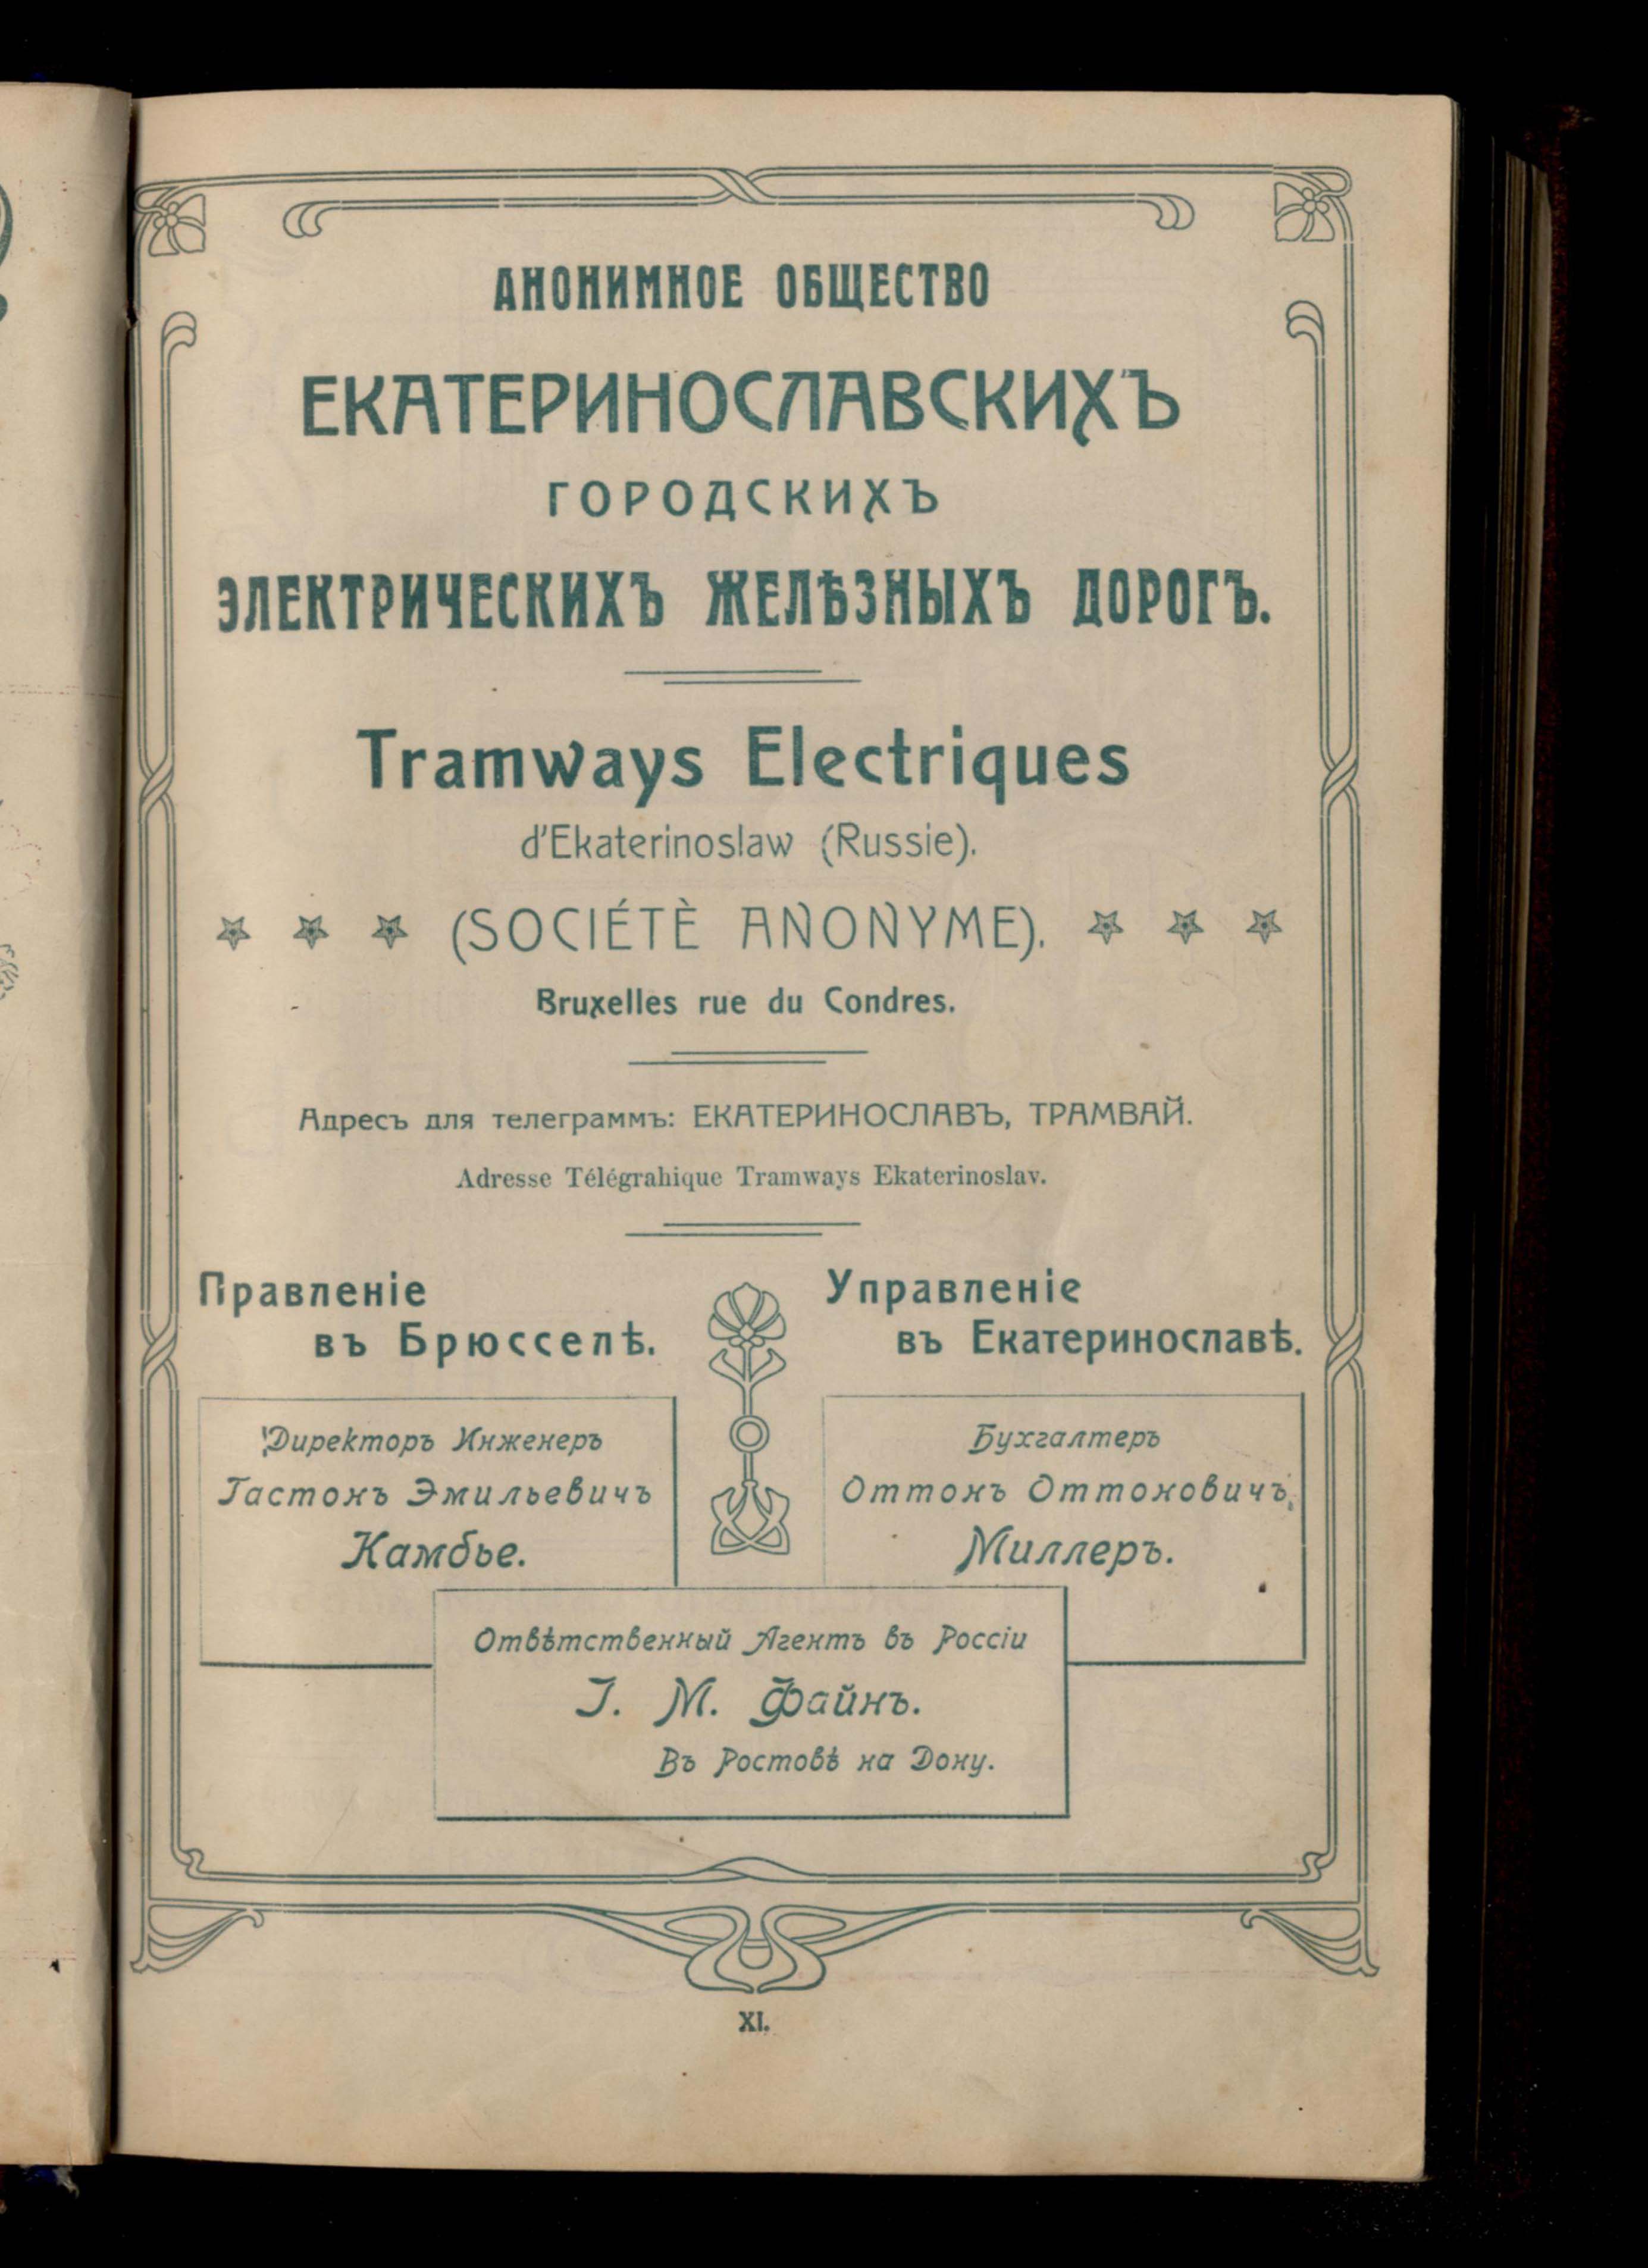 АНОНИМНОЕ ОБЩЕСТВО
ЕКАТЕРИНОСЛАВСКИХЪ
ГОРОДСКИХЪ
ЭЛЕКТРИЧЕСКИХЪ ЖЕЛѢЗНЫХЪ ДОРОГЪ.
Tramways Electriques
d'Ekaterinoslaw (Russie).
(SOCIÉTÈ ANONYME).
Bruxelles rue du Condres.
Адресъ для телеграммъ: ЕКАТЕРИНОСЛАВЪ, ТРАМВАЙ.
Adresse Télégrahique Tramways Ekaterinoslav.
Правленіе
въ Брюсселѣ.
Директоръ Инженеръ
Гастонъ Эмильевичъ
Камбье.
Управленіе
въ Екатеринославѣ.
Бухгалтеръ
Оттонъ Оттоновичъ
Миллеръ.
Отвѣтственный Агентъ въ Россіи
І. М. Файнъ.
Въ Ростовѣ на Дону.
XI.